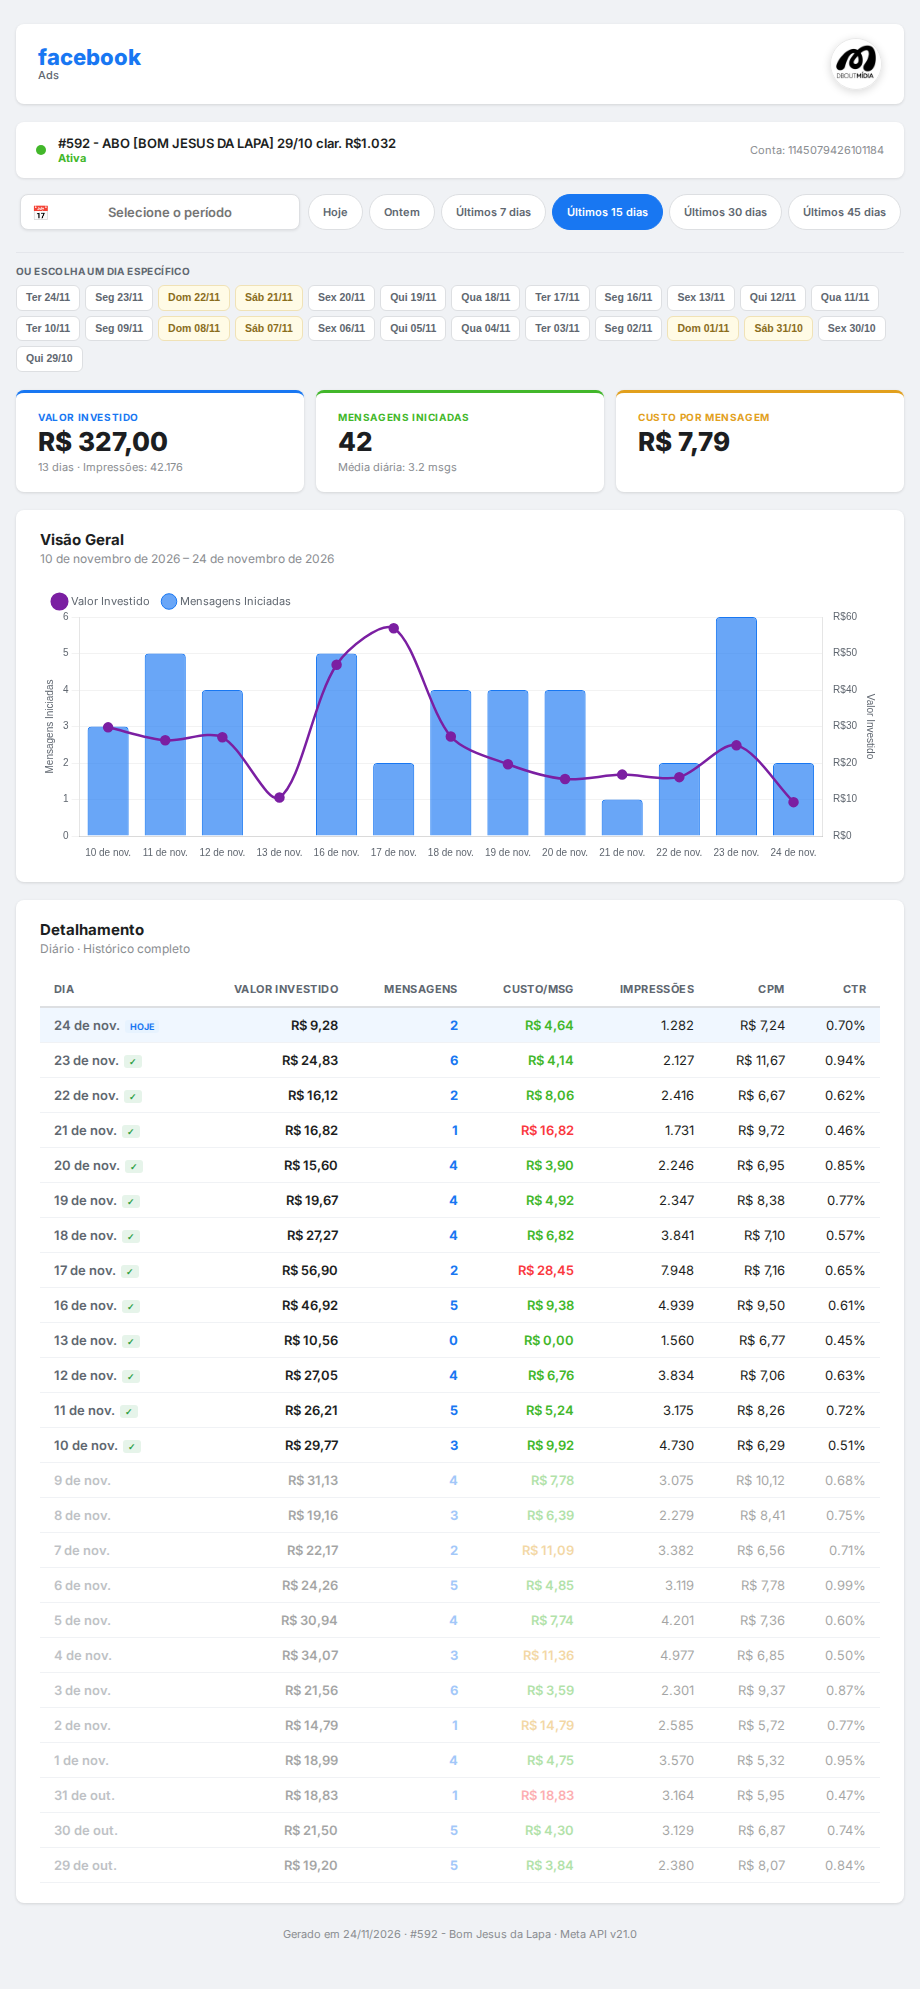 facebook
Ads
DBOUTMÍDIA
#592 - ABO [BOM JESUS DA LAPA] 29/10 clar. R$1.032
Ativa
Conta: 1145079426101184
📅 Selecione o período
Hoje
Ontem
Últimos 7 dias
Últimos 15 dias
Últimos 30 dias
Últimos 45 dias
OU ESCOLHA UM DIA ESPECÍFICO
Ter 24/11 Seg 23/11 Dom 22/11 Sáb 21/11 Sex 20/11 Qui 19/11 Qua 18/11 Ter 17/11 Seg 16/11 Sex 13/11 Qui 12/11 Qua 11/11
Ter 10/11 Seg 09/11 Dom 08/11 Sáb 07/11 Sex 06/11 Qui 05/11 Qua 04/11 Ter 03/11 Seg 02/11 Dom 01/11 Sáb 31/10 Sex 30/10
Qui 29/10
VALOR INVESTIDO
R$ 327,00
13 dias · Impressões: 42.176
MENSAGENS INICIADAS
42
Média diária: 3.2 msgs
CUSTO POR MENSAGEM
R$ 7,79
Visão Geral
10 de novembro de 2026 – 24 de novembro de 2026
Valor Investido Mensagens Iniciadas
Mensagens Iniciadas
6
5
4
3
2
1
0
R$60
R$50
R$40
R$30
R$20
R$10
R$0
Valor Investido
10 de nov. 11 de nov. 12 de nov. 13 de nov. 16 de nov. 17 de nov. 18 de nov. 19 de nov. 20 de nov. 21 de nov. 22 de nov. 23 de nov. 24 de nov.
Detalhamento
Diário · Histórico completo
DIA VALOR INVESTIDO MENSAGENS CUSTO/MSG IMPRESSÕES CPM CTR
24 de nov. HOJE R$ 9,28 2 R$ 4,64 1.282 R$ 7,24 0.70%
23 de nov. ✓ R$ 24,83 6 R$ 4,14 2.127 R$ 11,67 0.94%
22 de nov. ✓ R$ 16,12 2 R$ 8,06 2.416 R$ 6,67 0.62%
21 de nov. ✓ R$ 16,82 1 R$ 16,82 1.731 R$ 9,72 0.46%
20 de nov. ✓ R$ 15,60 4 R$ 3,90 2.246 R$ 6,95 0.85%
19 de nov. ✓ R$ 19,67 4 R$ 4,92 2.347 R$ 8,38 0.77%
18 de nov. ✓ R$ 27,27 4 R$ 6,82 3.841 R$ 7,10 0.57%
17 de nov. ✓ R$ 56,90 2 R$ 28,45 7.948 R$ 7,16 0.65%
16 de nov. ✓ R$ 46,92 5 R$ 9,38 4.939 R$ 9,50 0.61%
13 de nov. ✓ R$ 10,56 0 R$ 0,00 1.560 R$ 6,77 0.45%
12 de nov. ✓ R$ 27,05 4 R$ 6,76 3.834 R$ 7,06 0.63%
11 de nov. ✓ R$ 26,21 5 R$ 5,24 3.175 R$ 8,26 0.72%
10 de nov. ✓ R$ 29,77 3 R$ 9,92 4.730 R$ 6,29 0.51%
9 de nov. R$ 31,13 4 R$ 7,78 3.075 R$ 10,12 0.68%
8 de nov. R$ 19,16 3 R$ 6,39 2.279 R$ 8,41 0.75%
7 de nov. R$ 22,17 2 R$ 11,09 3.382 R$ 6,56 0.71%
6 de nov. R$ 24,26 5 R$ 4,85 3.119 R$ 7,78 0.99%
5 de nov. R$ 30,94 4 R$ 7,74 4.201 R$ 7,36 0.60%
4 de nov. R$ 34,07 3 R$ 11,36 4.977 R$ 6,85 0.50%
3 de nov. R$ 21,56 6 R$ 3,59 2.301 R$ 9,37 0.87%
2 de nov. R$ 14,79 1 R$ 14,79 2.585 R$ 5,72 0.77%
1 de nov. R$ 18,99 4 R$ 4,75 3.570 R$ 5,32 0.95%
31 de out. R$ 18,83 1 R$ 18,83 3.164 R$ 5,95 0.47%
30 de out. R$ 21,50 5 R$ 4,30 3.129 R$ 6,87 0.74%
29 de out. R$ 19,20 5 R$ 3,84 2.380 R$ 8,07 0.84%
Gerado em 24/11/2026 · #592 - Bom Jesus da Lapa · Meta API v21.0